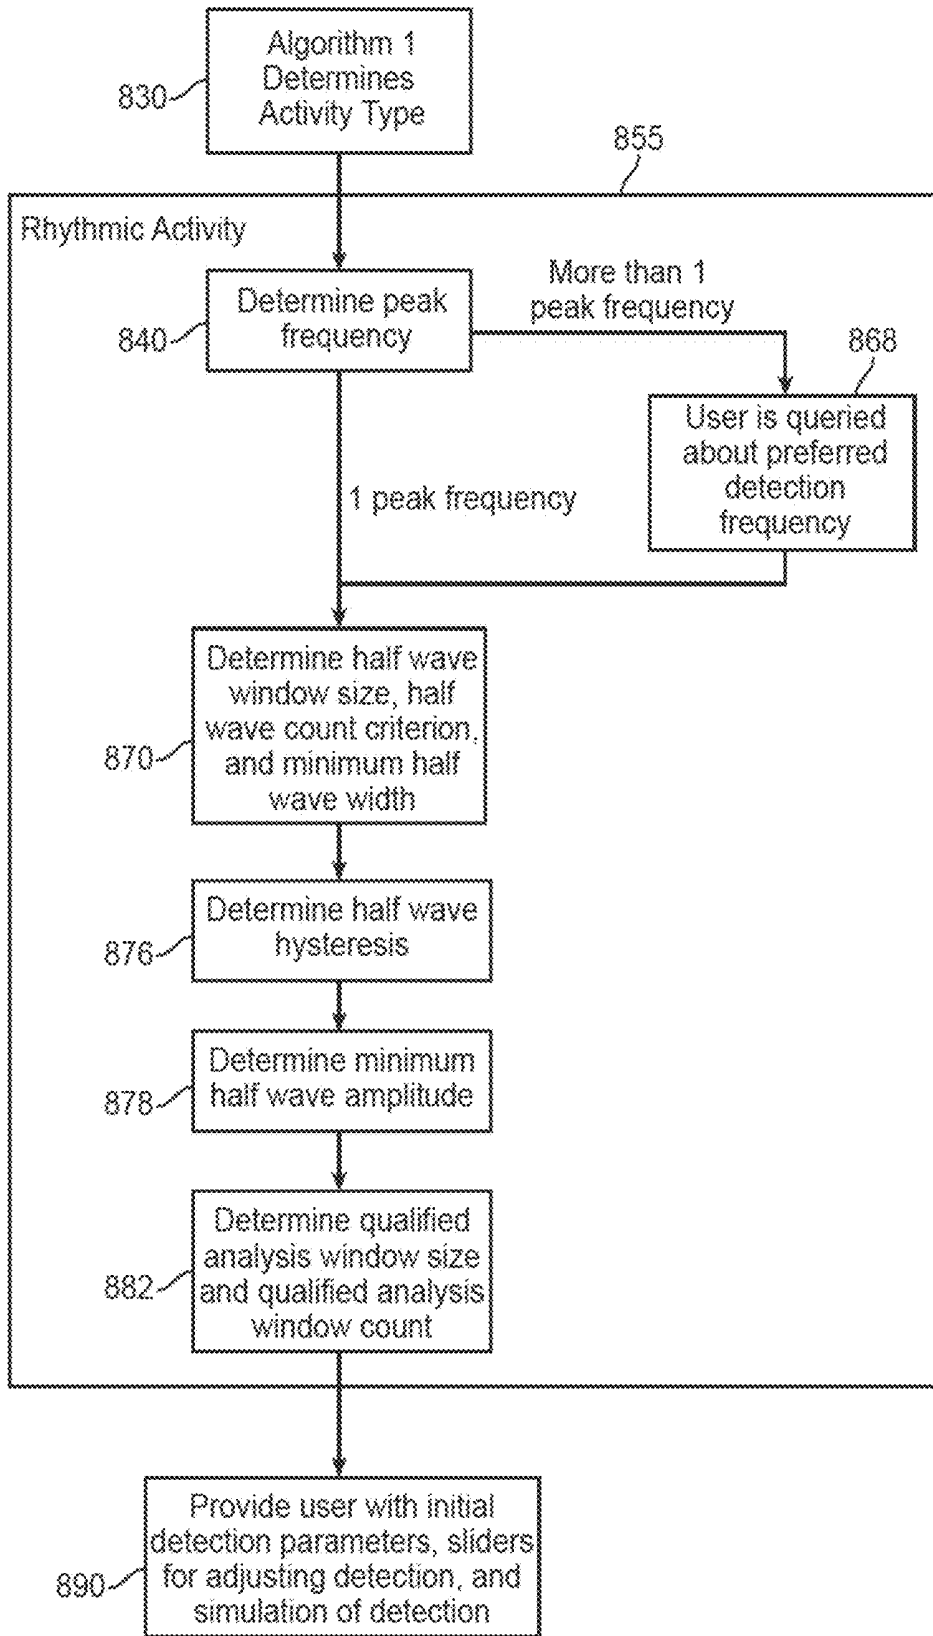 Algorithm 1
Determines
Activity Type
830
855
Rhythmic Activity
Determine peak
frequency
840
More than 1
peak frequency
868
User is queried
about preferred
detection
frequency
1 peak frequency
Determine half wave
window size, half
wave count criterion,
and minimum half
wave width
870
Determine half wave
hysteresis
876
Determine minimum
half wave amplitude
878
Determine qualified
analysis window size
and qualified analysis
window count
882
Provide user with initial
detection parameters, sliders
for adjusting detection, and
simulation of detection
890